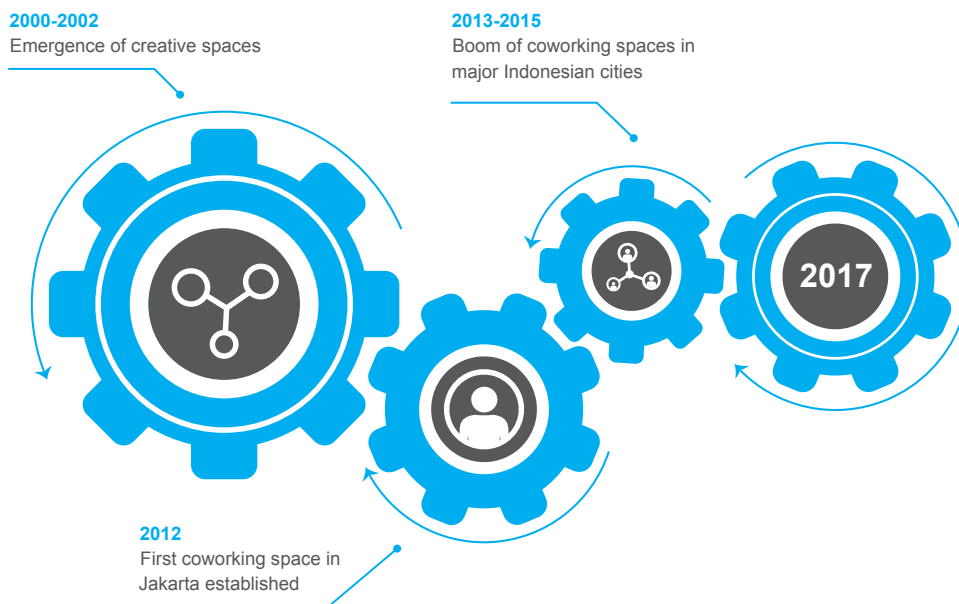 2000-2002
Emergence of creative spaces
2013-2015
Boom of coworking spaces in
major Indonesian cities
2017
2012
First coworking space in
Jakarta established